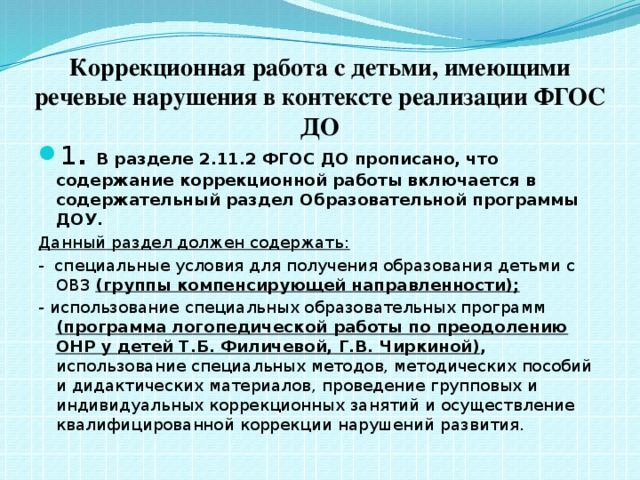 Коррекционная работа с детьми, имеющими
речевые нарушения в контексте реализации ФГОС
ДО
1. В разделе 2.11.2 ФГОС ДО прописано, что
содержание коррекционной работы включается в
содержательный раздел Образовательной программы
ДОУ.
Данный раздел должен содержать:
- специальные условия для получения образования детьми с
ОВЗ (группы компенсирующей направленности);
- использование специальных образовательных программ
(программа логопедической работы по преодолению
ОНР у детей Т.Б. Филичевой, Г.В. Чиркиной),
использование специальных методов, методических пособий
и дидактических материалов, проведение групповых и
индивидуальных коррекционных занятий и осуществление
квалифицированной коррекции нарушений развития.